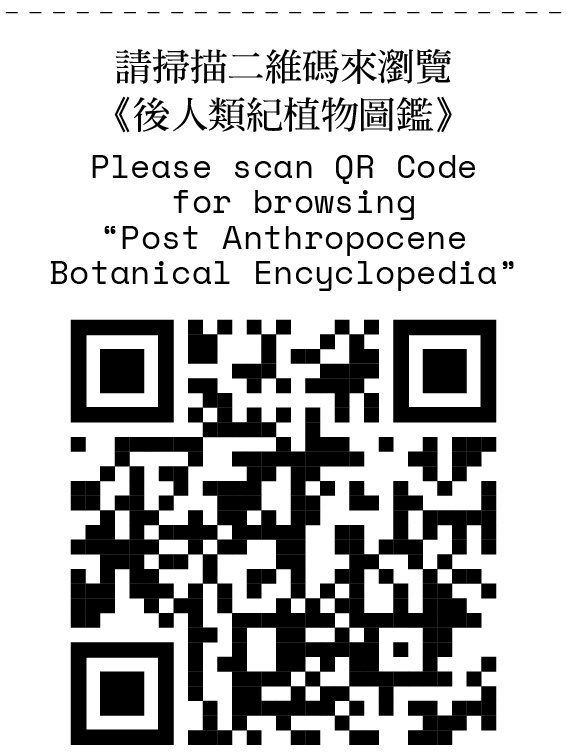 請掃描二維碼來瀏覽
《後人類紀植物圖鑑》
Please scan QR Code
for browsing
“Post Anthropocene
Botanical Encyclopedia”